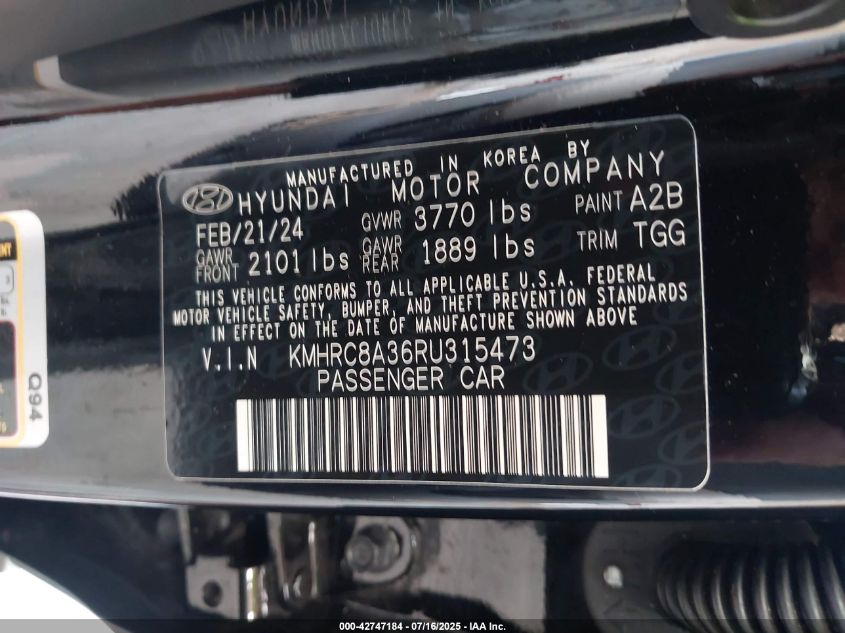 MANUFACTURED IN KOREA BY
HYUNDAI MOTOR COMPANY
FEB/21/24 GVWR 3770 lbs PAINT A2B
GAWR FRONT 2101 lbs GAWR REAR 1889 lbs TRIM TGG
THIS VEHICLE CONFORMS TO ALL APPLICABLE U.S.A. FEDERAL
MOTOR VEHICLE SAFETY, BUMPER, AND THEFT PREVENTION STANDARDS
IN EFFECT ON THE DATE OF MANUFACTURE SHOWN ABOVE
V.I.N KMHRC8A36RU315473
PASSENGER CAR
Q94
000-42747184 - 07/16/2025 - IAA Inc.